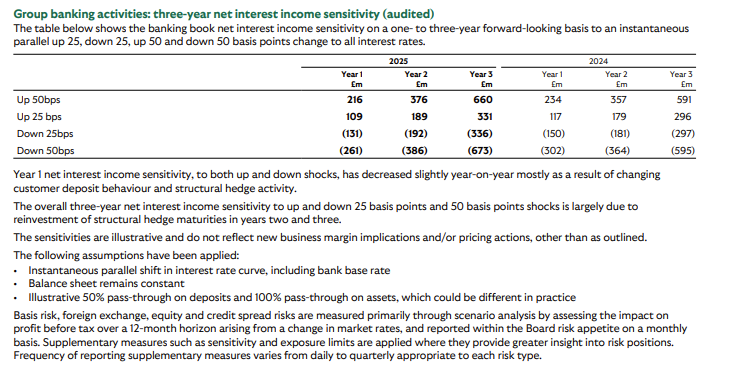 Group banking activities: three-year net interest income sensitivity (audited)
The table below shows the banking book net interest income sensitivity on a one- to three-year forward-looking basis to an instantaneous
parallel up 25, down 25, up 50 and down 50 basis points change to all interest rates.
2025 2024
Year 1 Year 2 Year 3 Year 1 Year 2 Year 3
£m £m £m £m £m £m
Up 50bps 216 376 660 234 357 591
Up 25 bps 109 189 331 117 179 296
Down 25bps (131) (192) (336) (150) (181) (297)
Down 50bps (261) (386) (673) (302) (364) (595)
Year 1 net interest income sensitivity, to both up and down shocks, has decreased slightly year-on-year mostly as a result of changing
customer deposit behaviour and structural hedge activity.
The overall three-year net interest income sensitivity to up and down 25 basis points and 50 basis points shocks is largely due to
reinvestment of structural hedge maturities in years two and three.
The sensitivities are illustrative and do not reflect new business margin implications and/or pricing actions, other than as outlined.
The following assumptions have been applied:
• Instantaneous parallel shift in interest rate curve, including bank base rate
• Balance sheet remains constant
• Illustrative 50% pass-through on deposits and 100% pass-through on assets, which could be different in practice
Basis risk, foreign exchange, equity and credit spread risks are measured primarily through scenario analysis by assessing the impact on
profit before tax over a 12-month horizon arising from a change in market rates, and reported within the Board risk appetite on a monthly
basis. Supplementary measures such as sensitivity and exposure limits are applied where they provide greater insight into risk positions.
Frequency of reporting supplementary measures varies from daily to quarterly appropriate to each risk type.